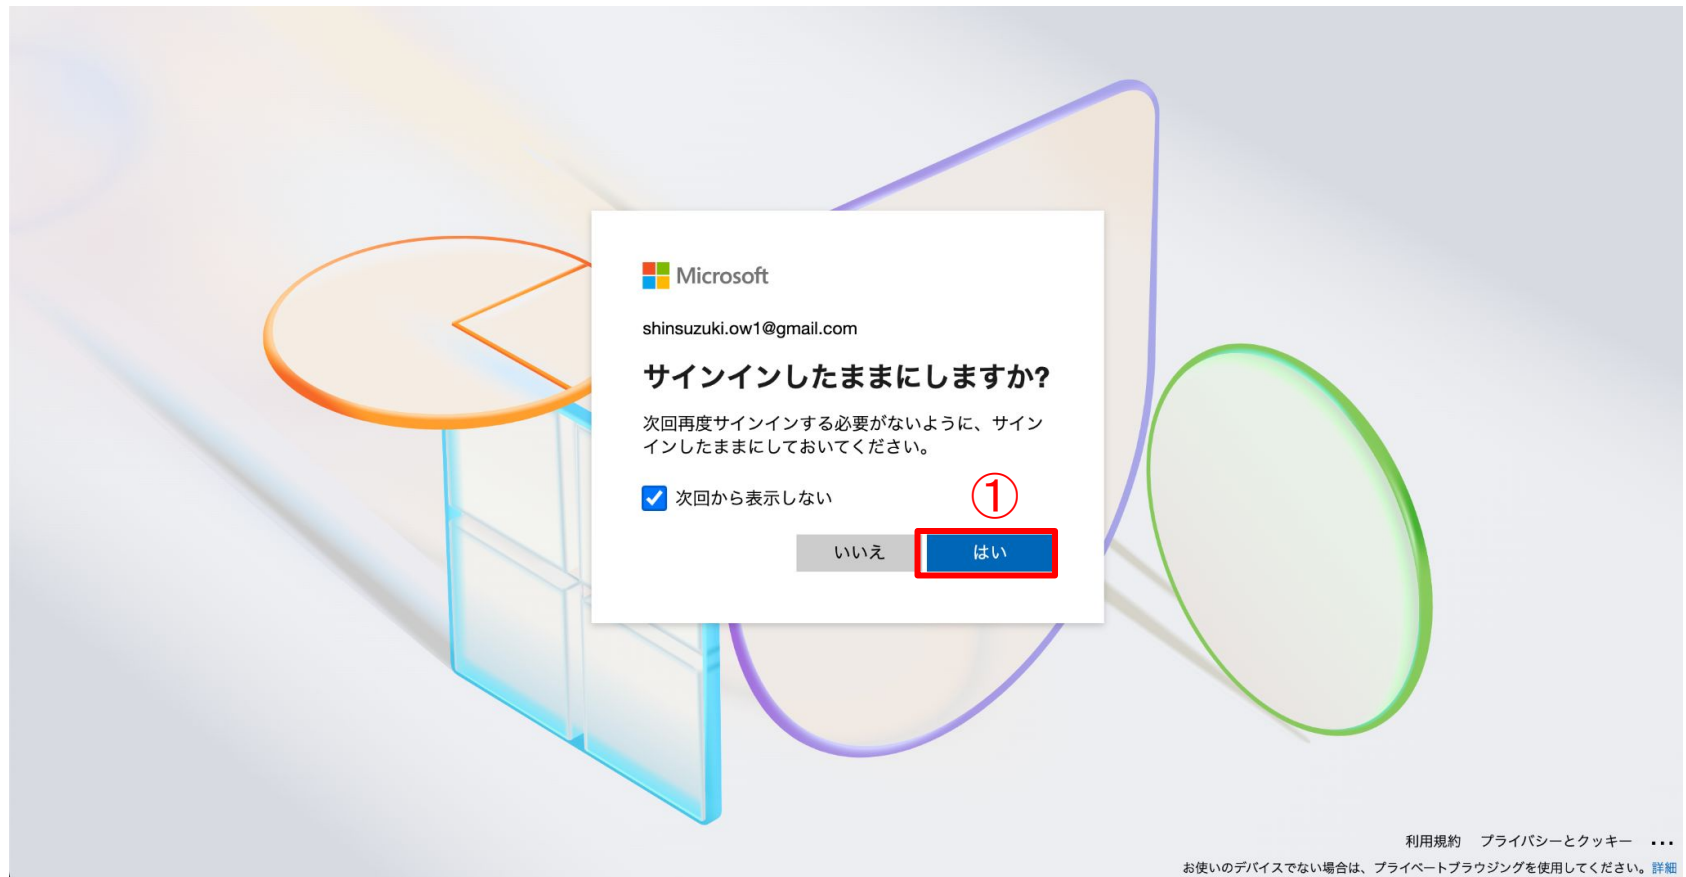 Microsoft
shinsuzuki.ow1@gmail.com
サインインしたままにしますか?
次回再度サインインする必要がないように、サイン
インしたままにしておいてください。
次回から表示しない
①
いいえ
はい
利用規約 プライバシーとクッキー ...
お使いのデバイスでない場合は、プライベートブラウジングを使用してください。詳細